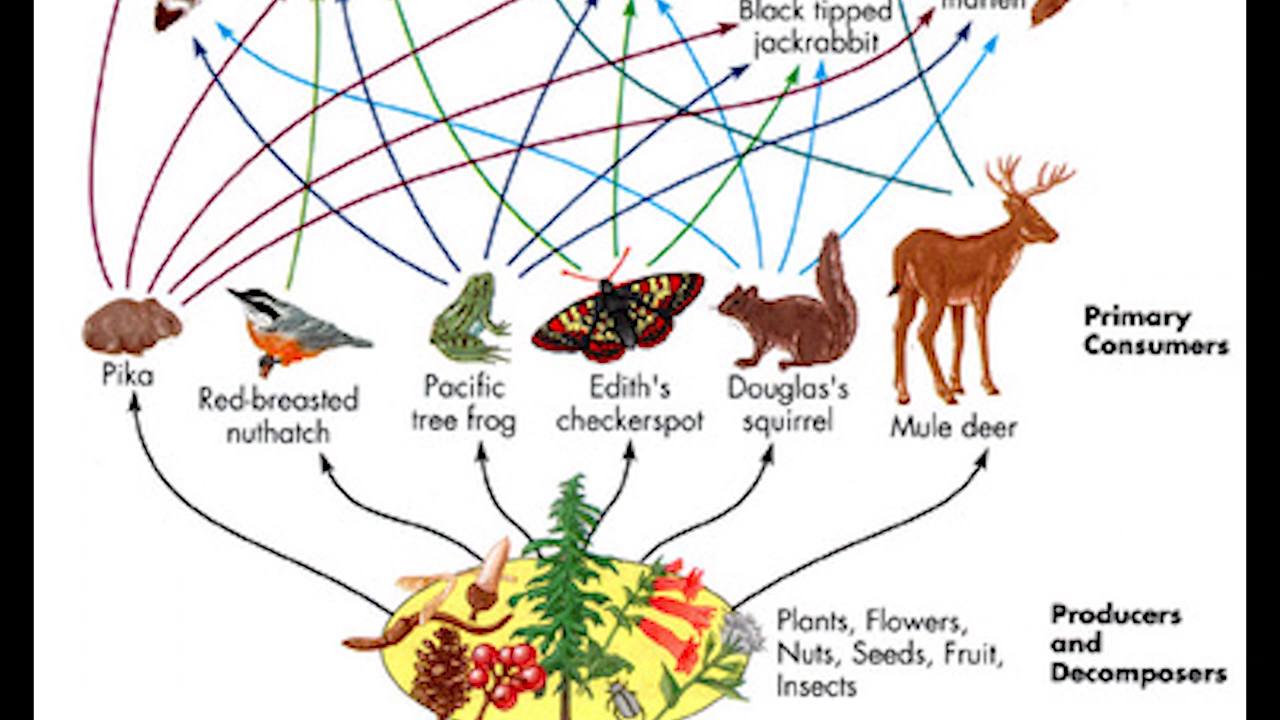 Black tipped
jackrabbit
marten
Primary
Consumers
Pika
Red-breasted
nuthatch
Pacific
tree frog
Edith's
checkerspot
Douglas's
squirrel
Mule deer
Plants, Flowers,
Nuts, Seeds, Fruit,
Insects
Producers
and
Decomposers